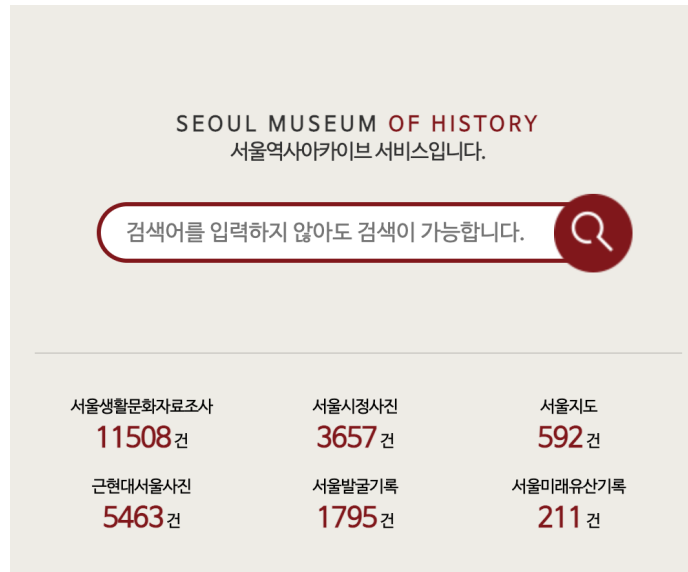 SEOUL MUSEUM OF HISTORY
서울역사아카이브 서비스입니다.
검색어를 입력하지 않아도 검색이 가능합니다.
서울생활문화자료조사
11508 건
서울시정사진
3657 건
서울지도
592 건
근현대서울사진
5463 건
서울발굴기록
1795 건
서울미래유산기록
211 건